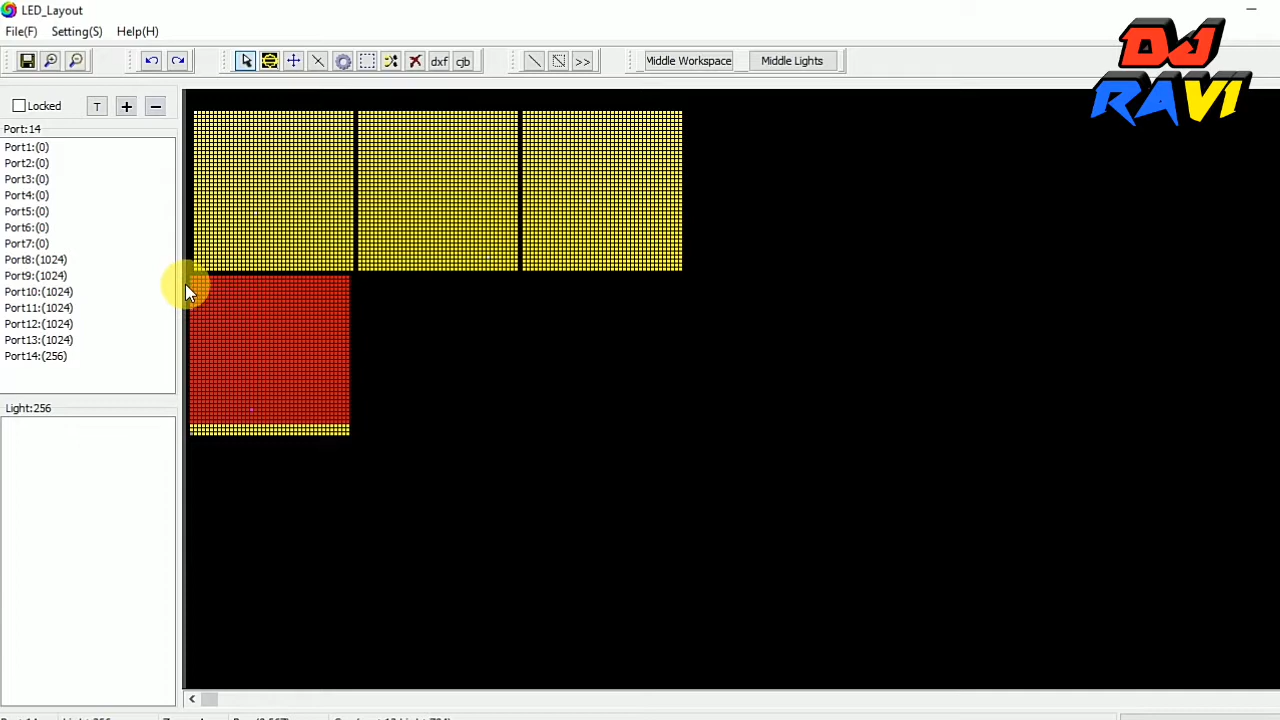 LED_Layout
File(F) Setting(S) Help(H)
dxf cjb >> Middle Workspace Middle Lights
Locked T + −
Port:14
Port1:(0)
Port2:(0)
Port3:(0)
Port4:(0)
Port5:(0)
Port6:(0)
Port7:(0)
Port8:(1024)
Port9:(1024)
Port10:(1024)
Port11:(1024)
Port12:(1024)
Port13:(1024)
Port14:(256)
Light:256
DJ
RAVI